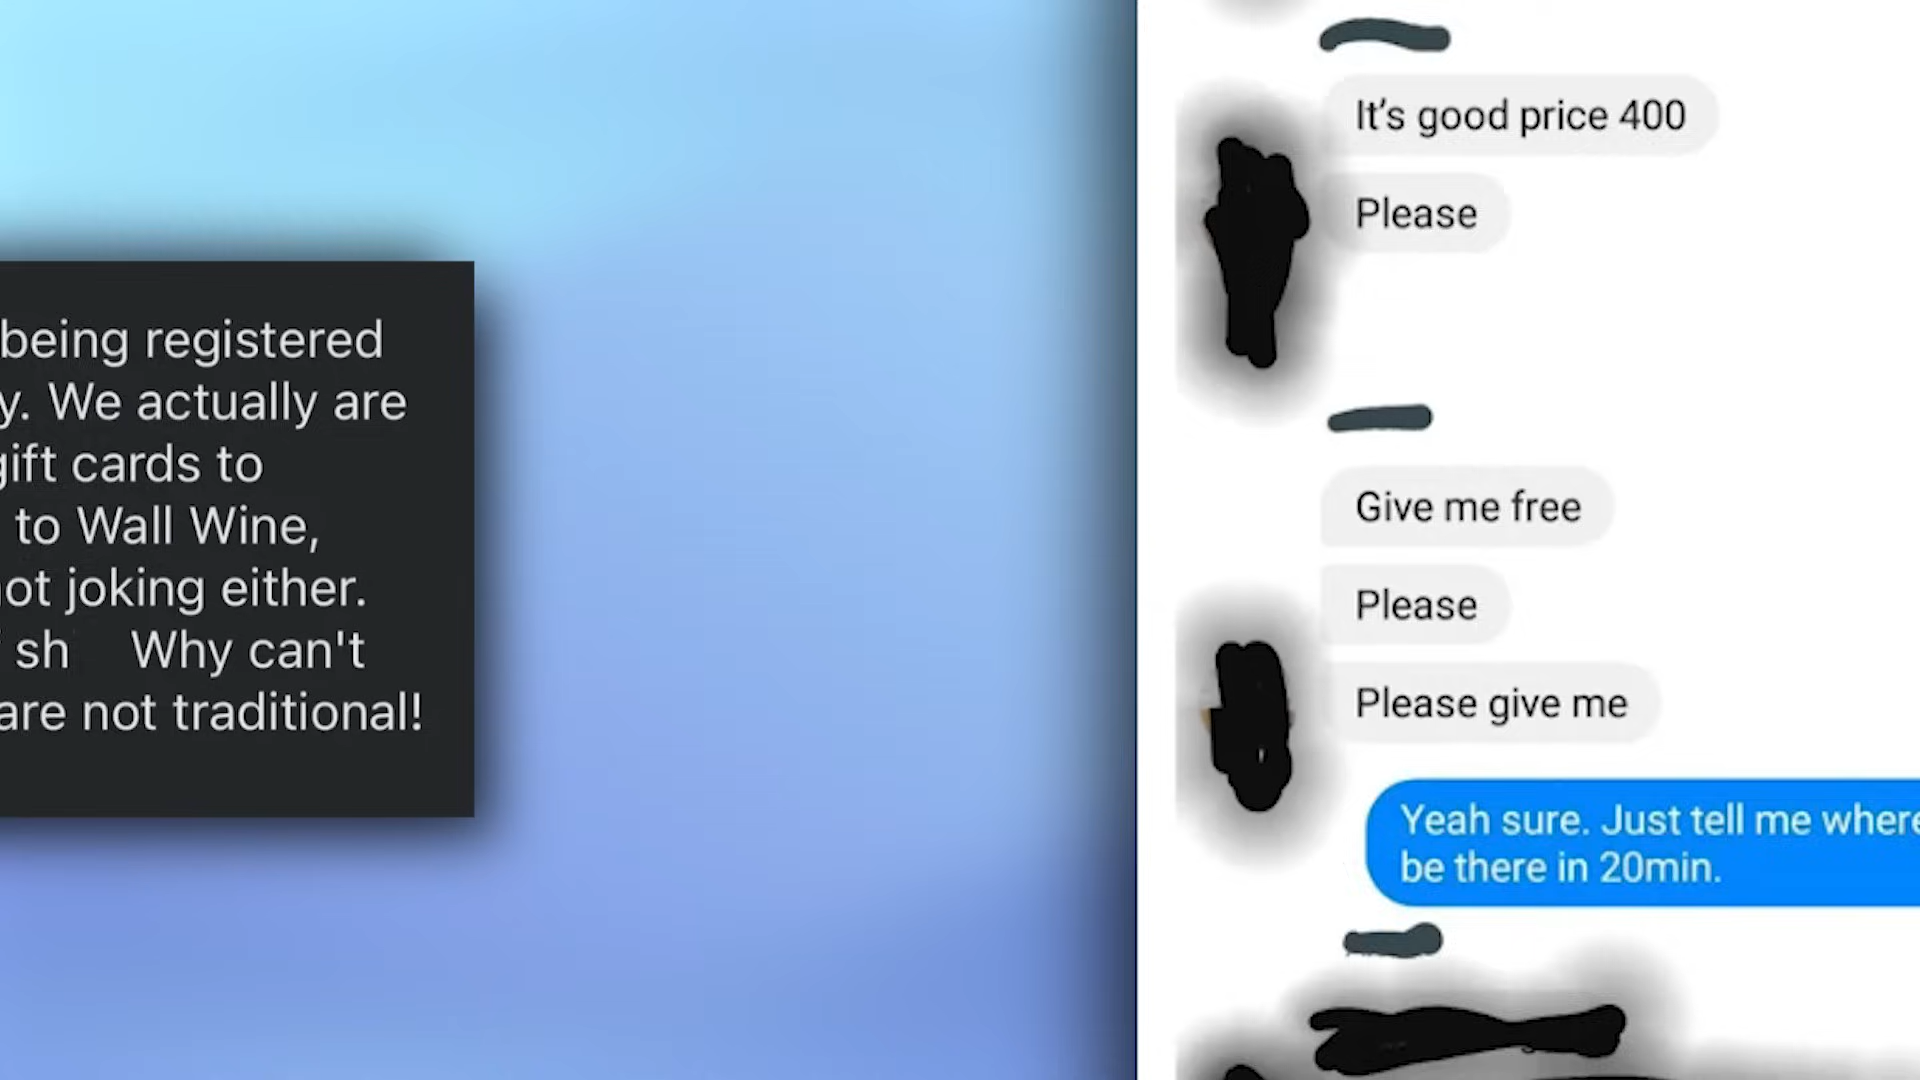 being registered
y. We actually are
gift cards to
to Wall Wine,
not joking either.
sh Why can't
are not traditional!
It's good price 400
Please
Give me free
Please
Please give me
Yeah sure. Just tell me where
be there in 20min.